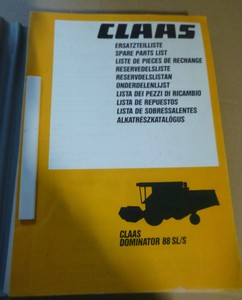 CLAAS
ERSATZTEILLISTE
SPARE PARTS LIST
LISTE DE PIECES DE RECHANGE
RESERVEDELSLISTE
RESERVDELSLISTAN
ONDERDELENLIJST
LISTA DEI PEZZI DI RICAMBIO
LISTA DE REPUESTOS
LISTA DE SOBRESSALENTES
ALKATRÉSZKATALÓGUS
CLAAS
DOMINATOR 88 SL/S